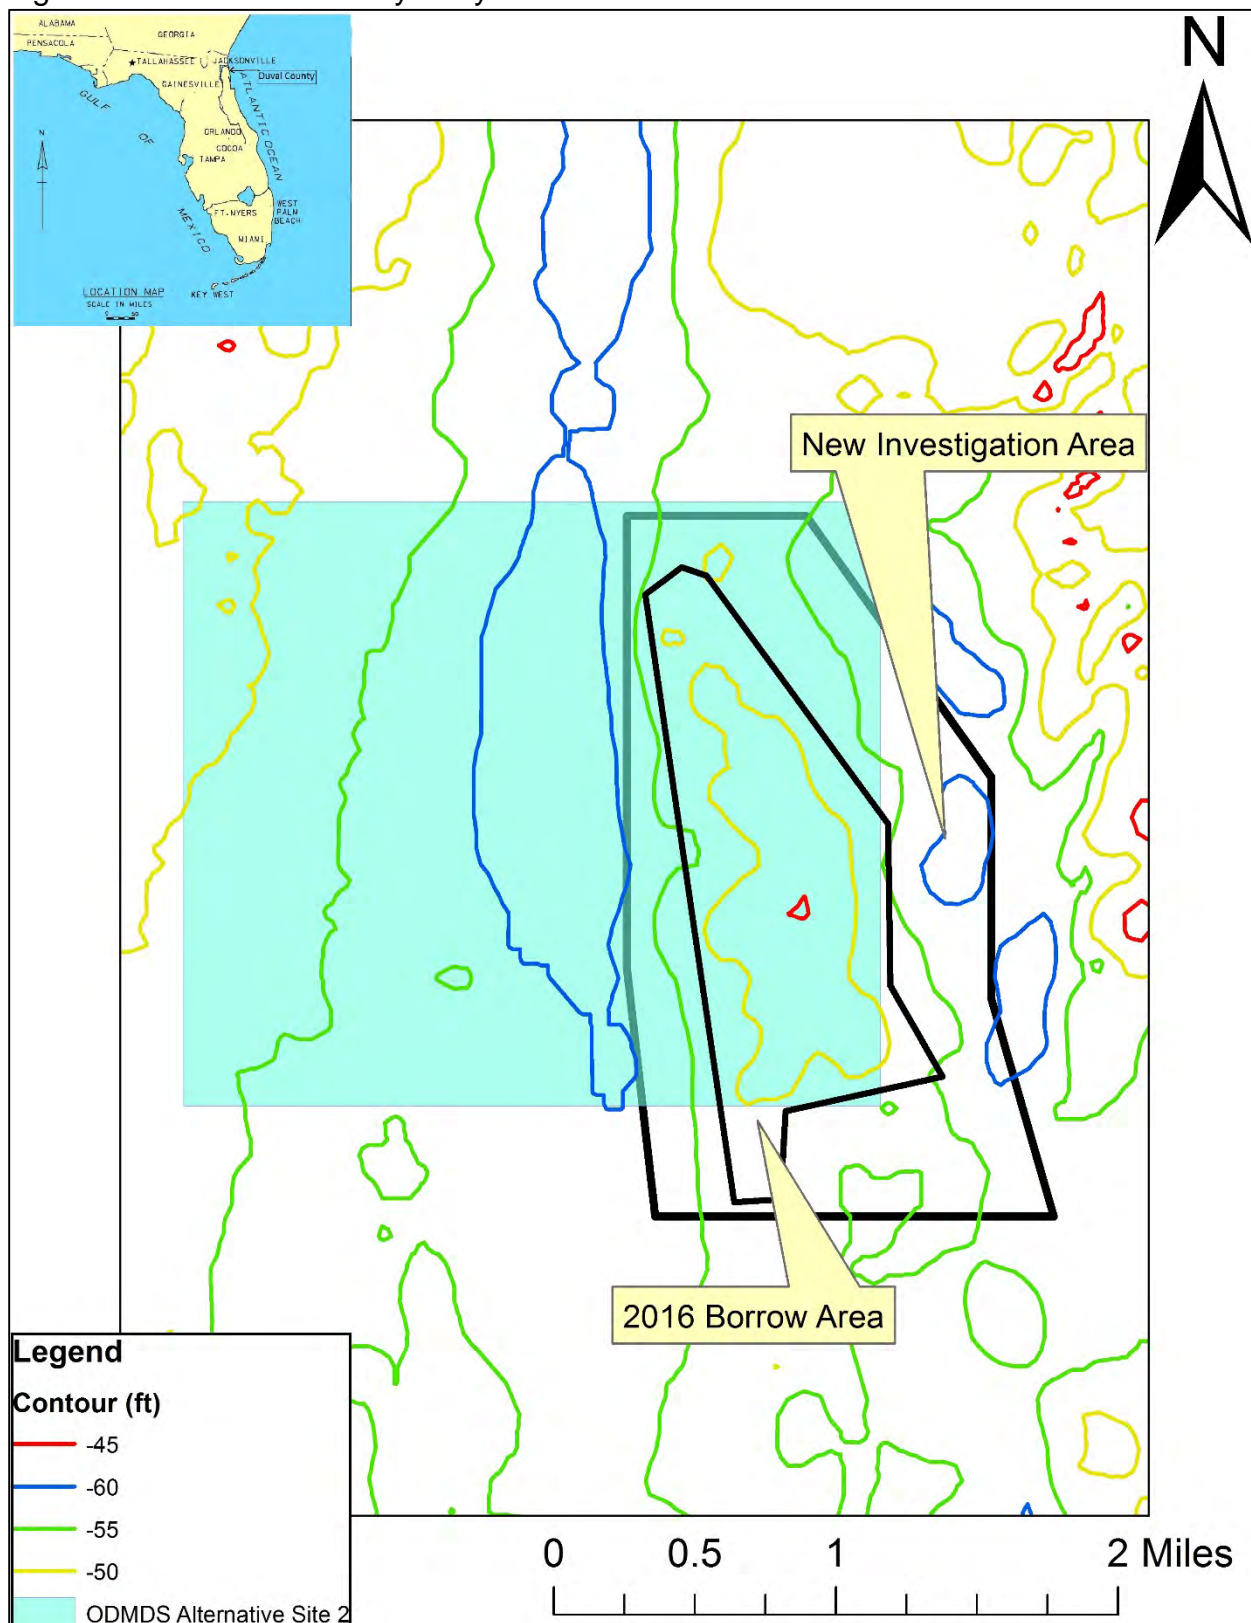 ALABAMA
GEORGIA
PENSACOLA
TALLAHASSEE
JACKSONVILLE
Duval County
GAINESVILLE
GULF
OF
MEXICO
ATLANTIC OCEAN
ORLANDO
COCOA
TAMPA
WEST
PALM
BEACH
FT.MYERS
MIAMI
KEY WEST
N
LOCATION MAP
SCALE IN MILES
0 50
N
New Investigation Area
2016 Borrow Area
Legend
Contour (ft)
-45
-60
-55
-50
ODMDS Alternative Site 2
0 0.5 1 2 Miles